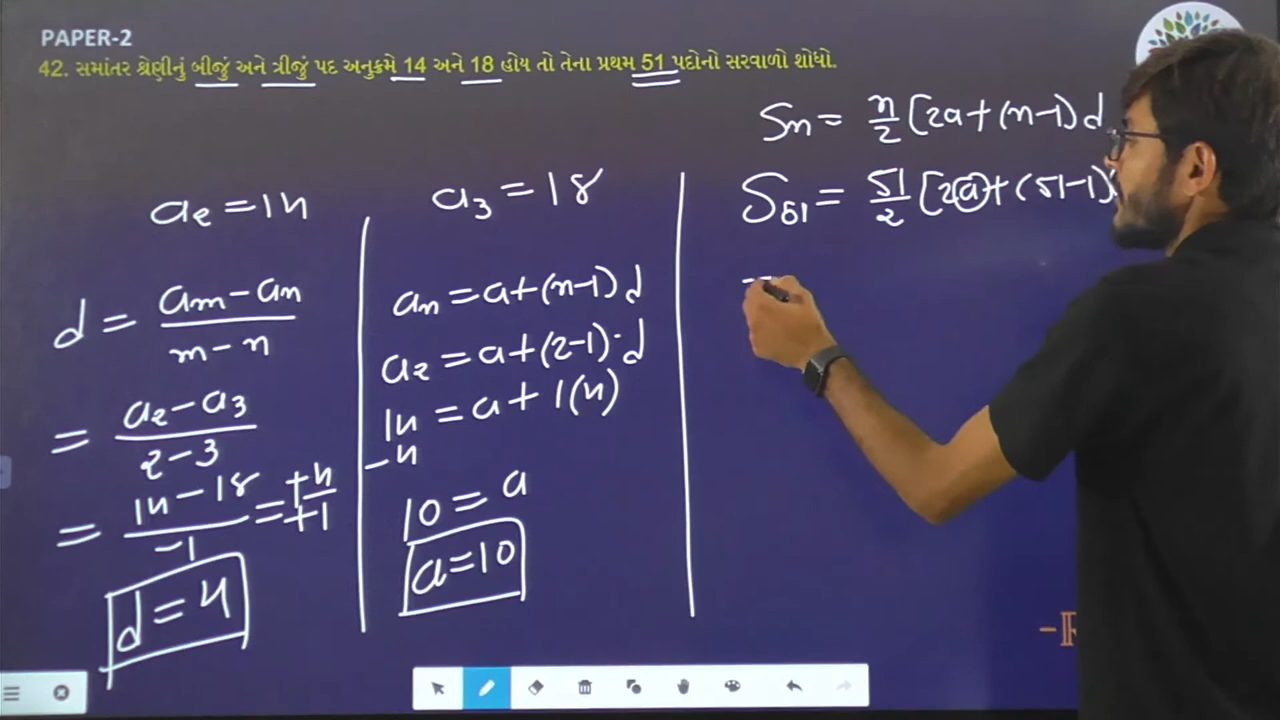 PAPER-2
42. સમાંતર શ્રેણીનું બીજું અને ત્રીજું પદ અનુક્રમે 14 અને 18 હોય તો તેના પ્રથમ 51 પદોનો સરવાળો શોધો.
a₂ = 14
d = (am - an) / (m - n)
= (a₂ - a₃) / (2 - 3)
= (14 - 18) / -1 = +4 / +1
d = 4
a₃ = 18
an = a + (n-1) d
a₂ = a + (2-1) · d
14 = a + 1(4)
-4
10 = a
a = 10
Sn = n/2 [2a + (n-1) d
S₅₁ = 51/2 [2a + (51-1)
=